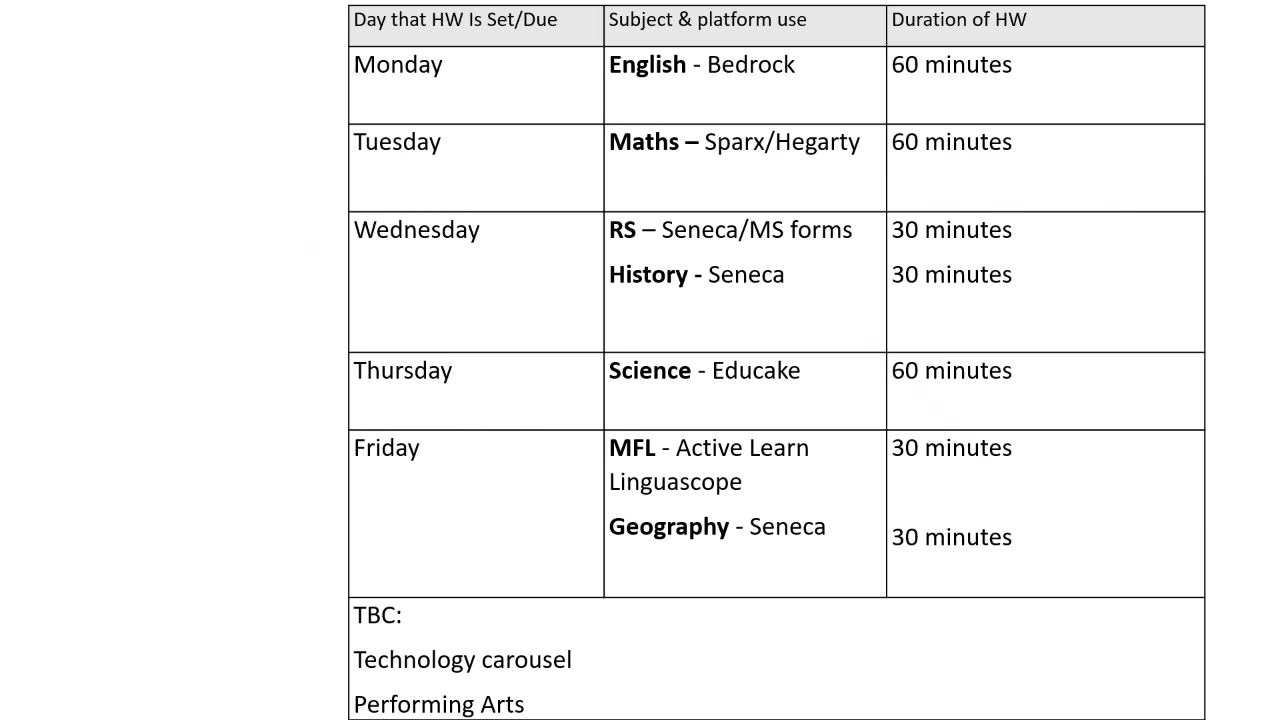 Day that HW Is Set/Due Subject & platform use Duration of HW
Monday English - Bedrock 60 minutes
Tuesday Maths – Sparx/Hegarty 60 minutes
Wednesday RS – Seneca/MS forms 30 minutes
History - Seneca 30 minutes
Thursday Science - Educake 60 minutes
Friday MFL - Active Learn 30 minutes
Linguascope
Geography - Seneca 30 minutes
TBC:
Technology carousel
Performing Arts